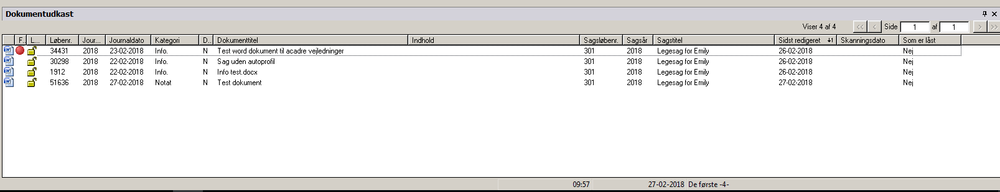 Dokumentudkast
Viser 4 af 4 << < Side 1 af 1 > >>
F.. L... Løbenr. Jour... Journaldato Kategori D.. Dokumenttitel Indhold Sagsløbenr. Sagsår Sagstitel Sidst redigeret 1 Skanningsdato Som er låst
34431 2018 23-02-2018 Info. N Test word dokument til acadre vejledninger 301 2018 Legesag for Emily 26-02-2018 Nej
30298 2018 22-02-2018 Info. N Sag uden autoprofil 301 2018 Legesag for Emily 26-02-2018 Nej
1912 2018 22-02-2018 Info. N Info test.docx 301 2018 Legesag for Emily 26-02-2018 Nej
51636 2018 27-02-2018 Notat N Test dokument 301 2018 Legesag for Emily 27-02-2018 Nej
09:57 27-02-2018 De første -4-